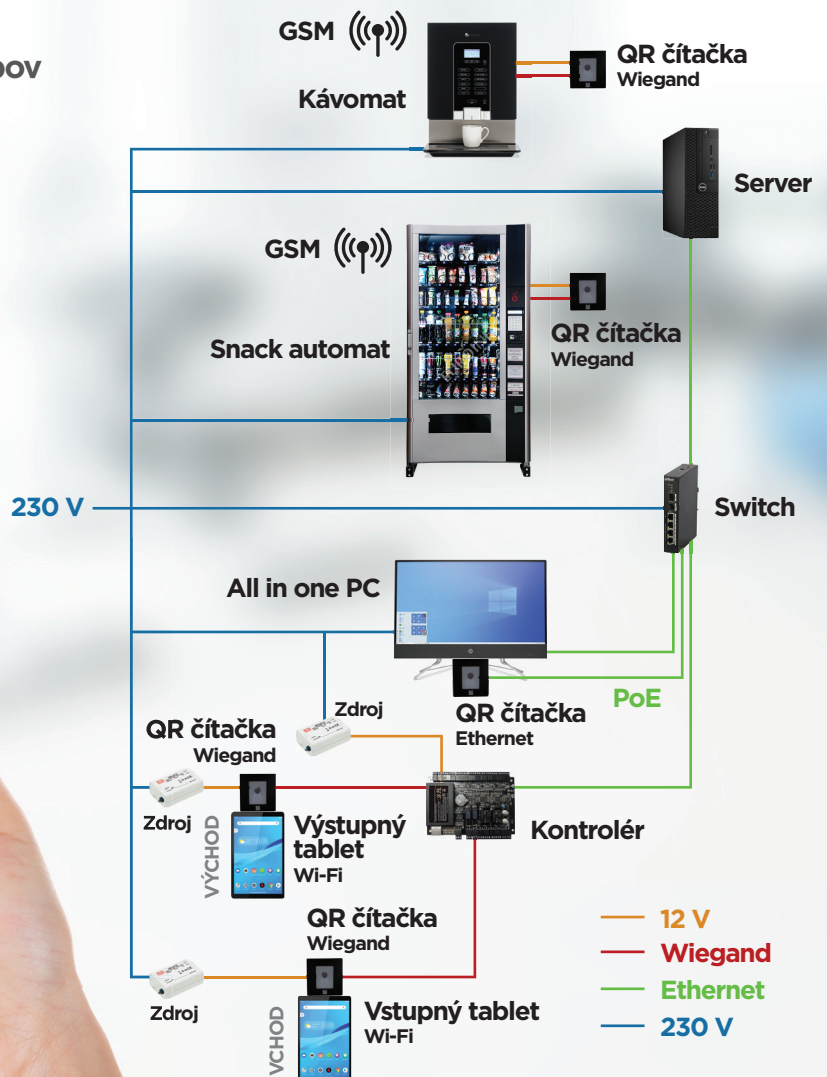 pov
GSM
Kávomat
QR čítačka
Wiegand
Server
GSM
Snack automat
QR čítačka
Wiegand
230 V
Switch
All in one PC
PoE
QR čítačka
Ethernet
Zdroj
QR čítačka
Wiegand
Zdroj
VÝCHOD
Výstupný
tablet
Wi-Fi
Kontrolér
QR čítačka
Wiegand
Zdroj
VCHOD
Vstupný tablet
Wi-Fi
12 V
Wiegand
Ethernet
230 V